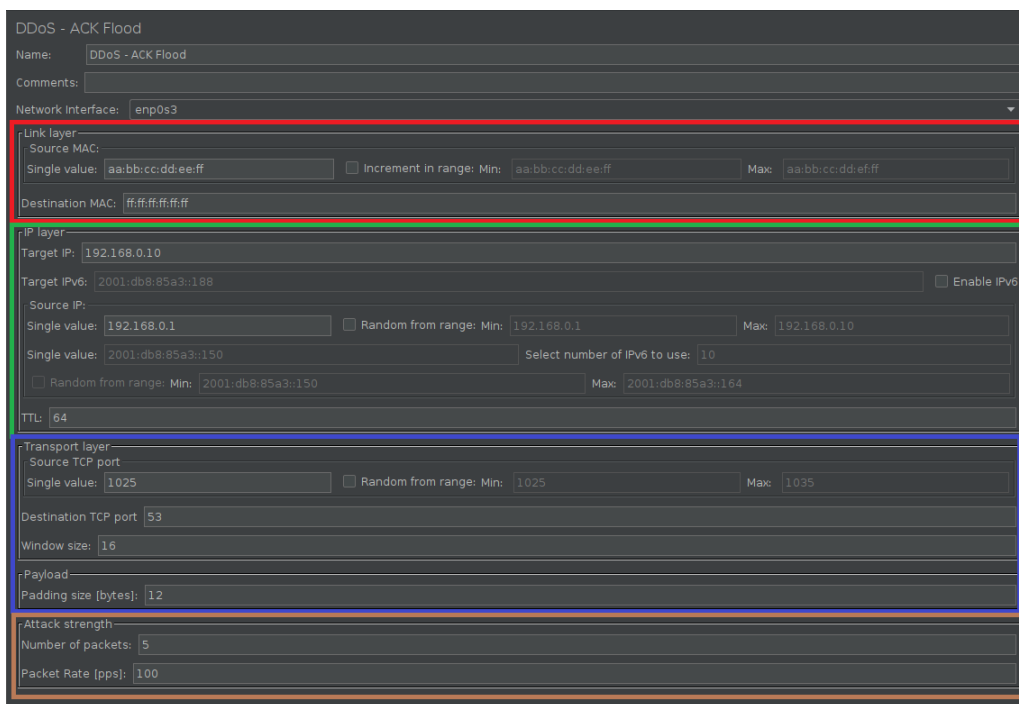 DDoS - ACK Flood
Name: DDoS - ACK Flood
Comments:
Network Interface: enp0s3
Link layer
Source MAC:
Single value: aa:bb:cc:dd:ee:ff Increment in range: Min: aa:bb:cc:dd:ee:ff Max: aa:bb:cc:dd:ef:ff
Destination MAC: ff:ff:ff:ff:ff:ff
IP layer
Target IP: 192.168.0.10
Target IPv6: 2001:db8:85a3::188 Enable IPv6
Source IP:
Single value: 192.168.0.1 Random from range: Min: 192.168.0.1 Max: 192.168.0.10
Single value: 2001:db8:85a3::150 Select number of IPv6 to use: 10
Random from range: Min: 2001:db8:85a3::150 Max: 2001:db8:85a3::164
TTL: 64
Transport layer
Source TCP port
Single value: 1025 Random from range: Min: 1025 Max: 1035
Destination TCP port 53
Window size: 16
Payload
Padding size [bytes]: 12
Attack strength
Number of packets: 5
Packet Rate [pps]: 100